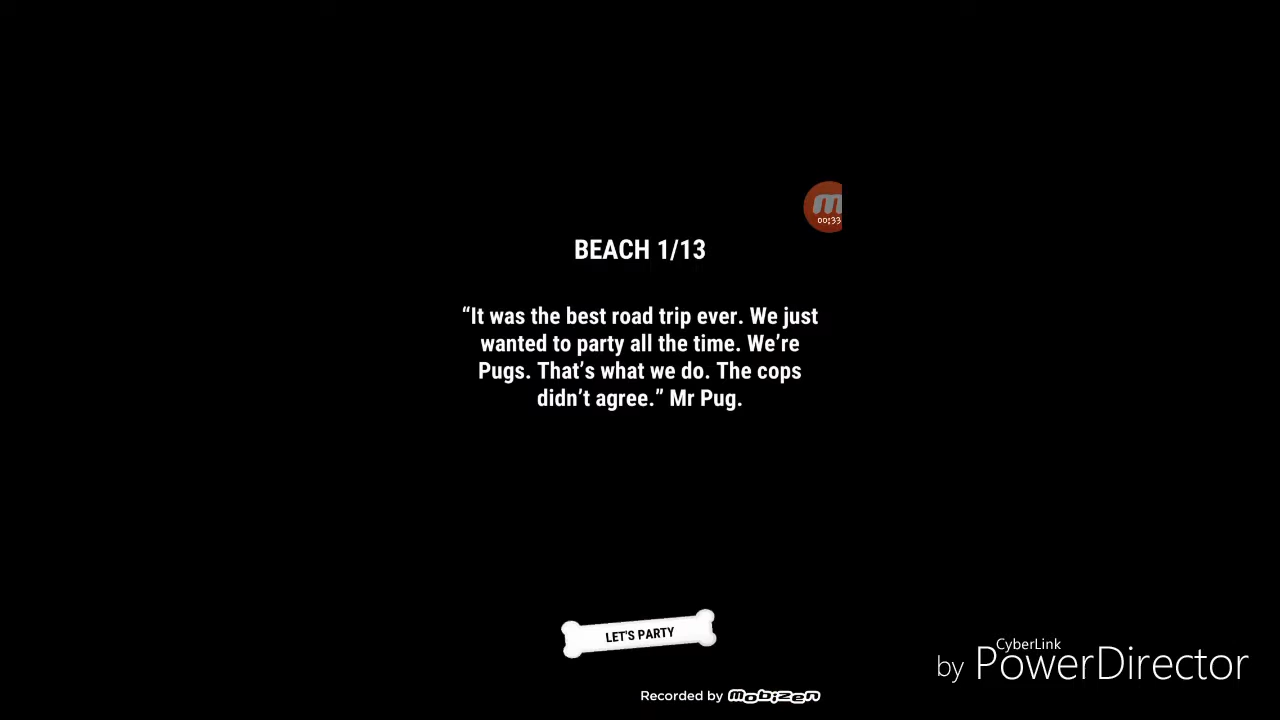 00:33
BEACH 1/13
“It was the best road trip ever. We just
wanted to party all the time. We’re
Pugs. That’s what we do. The cops
didn’t agree.” Mr Pug.
LET'S PARTY
CyberLink
by PowerDirector
Recorded by mobizen